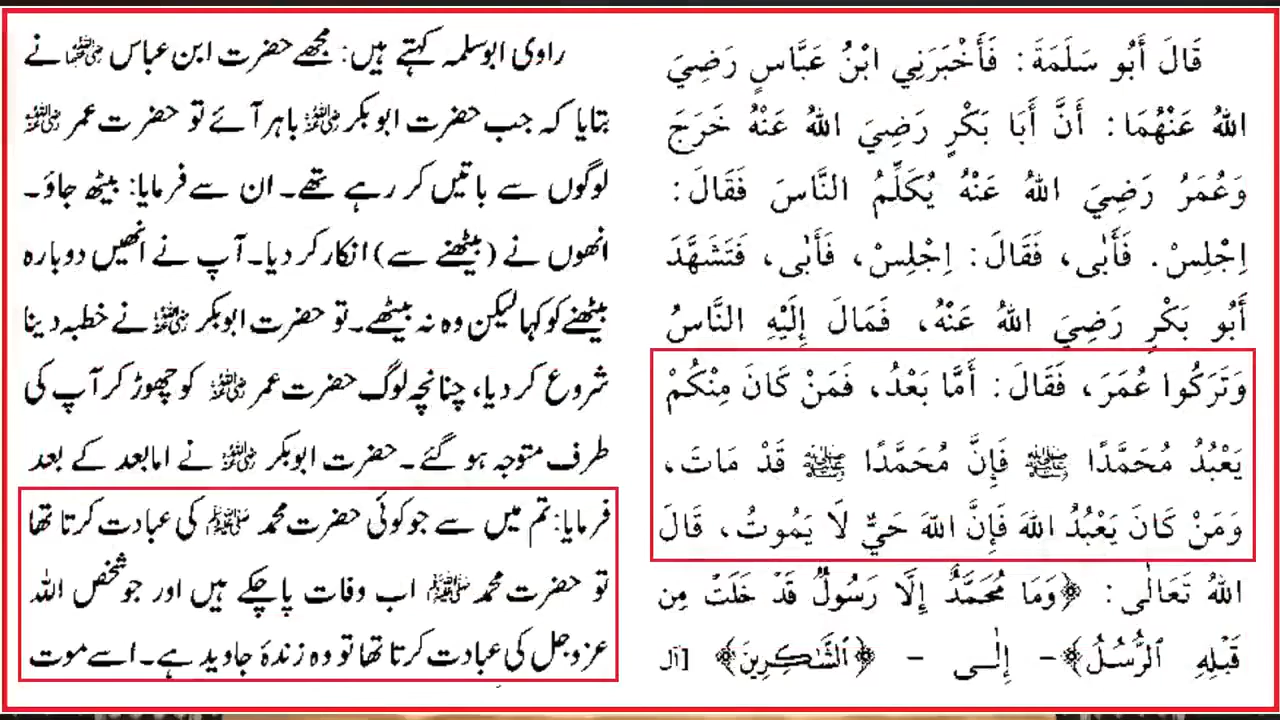 قَالَ أَبُو سَلَمَةَ: فَأَخْبَرَنِي ابْنُ عَبَّاسٍ رَضِيَ
اللهُ عَنْهُمَا: أَنَّ أَبَا بَكْرٍ رَضِيَ اللهُ عَنْهُ خَرَجَ
وَعُمَرُ رَضِيَ اللهُ عَنْهُ يُكَلِّمُ النَّاسَ فَقَالَ:
اِجْلِسْ. فَأَبٰى، فَقَالَ: اِجْلِسْ، فَأَبٰى، فَتَشَهَّدَ
أَبُو بَكْرٍ رَضِيَ اللهُ عَنْهُ، فَمَالَ إِلَيْهِ النَّاسُ
وَتَرَكُوا عُمَرَ، فَقَالَ: أَمَّا بَعْدُ، فَمَنْ كَانَ مِنْكُمْ
يَعْبُدُ مُحَمَّدًا ﷺ فَإِنَّ مُحَمَّدًا ﷺ قَدْ مَاتَ،
وَمَنْ كَانَ يَعْبُدُ اللهَ فَإِنَّ اللهَ حَيٌّ لَا يَمُوتُ، قَالَ
اللهُ تَعَالٰى: ﴿وَمَا مُحَمَّدٌ إِلَّا رَسُولٌ قَدْ خَلَتْ مِن
قَبْلِهِ ٱلرُّسُلُ﴾- إِلٰــى - ﴿ٱلشَّٰكِرِينَ﴾ [آل
راوی ابوسلمہ کہتے ہیں: مجھے حضرت ابن عباس رضی اللہ عنہما نے
بتایا کہ جب حضرت ابوبکر رضی اللہ عنہ باہر آئے تو حضرت عمر رضی اللہ عنہ
لوگوں سے باتیں کر رہے تھے۔ ان سے فرمایا: بیٹھ جاؤ۔
انھوں نے (بیٹھنے سے) انکار کر دیا۔ آپ نے انھیں دوبارہ
بیٹھنے کو کہا لیکن وہ نہ بیٹھے۔ تو حضرت ابوبکر رضی اللہ عنہ نے خطبہ دینا
شروع کر دیا، چنانچہ لوگ حضرت عمر رضی اللہ عنہ کو چھوڑ کر آپ کی
طرف متوجہ ہو گئے۔ حضرت ابوبکر رضی اللہ عنہ نے امابعد کے بعد
فرمایا: تم میں سے جو کوئی حضرت محمد ﷺ کی عبادت کرتا تھا
تو حضرت محمد ﷺ اب وفات پا چکے ہیں اور جو شخص اللہ
عزوجل کی عبادت کرتا تھا تو وہ زندۂ جاوید ہے۔ اسے موت